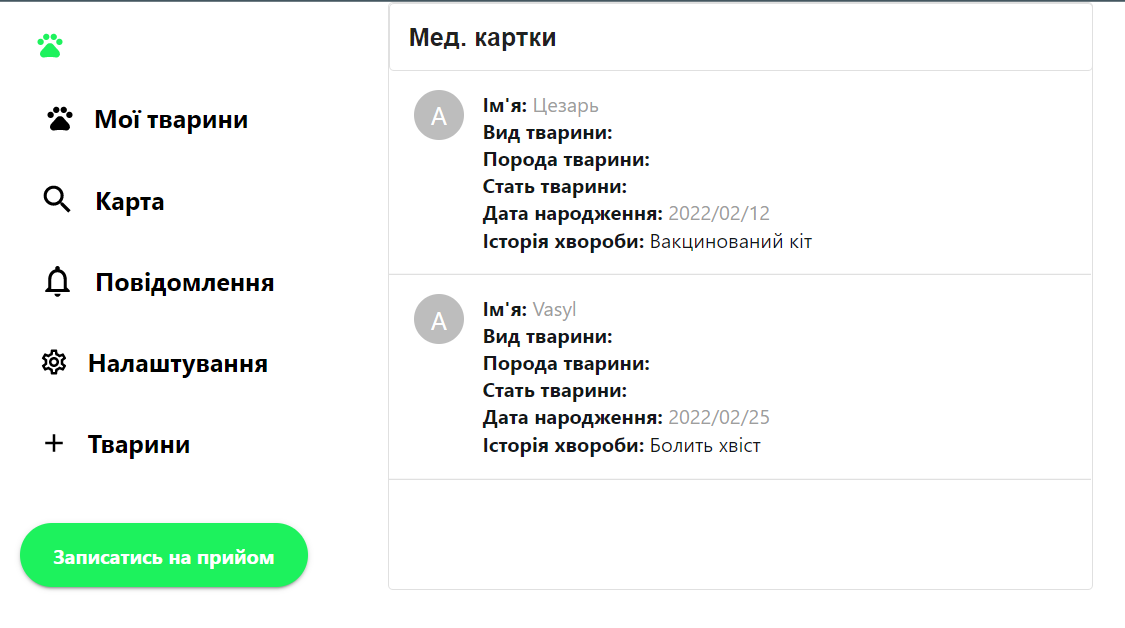 Мої тварини
Карта
Повідомлення
Налаштування
Тварини
Записатись на прийом
Мед. картки
A
Ім'я: Цезарь
Вид тварини:
Порода тварини:
Стать тварини:
Дата народження: 2022/02/12
Історія хвороби: Вакцинований кіт
A
Ім'я: Vasyl
Вид тварини:
Порода тварини:
Стать тварини:
Дата народження: 2022/02/25
Історія хвороби: Болить хвіст